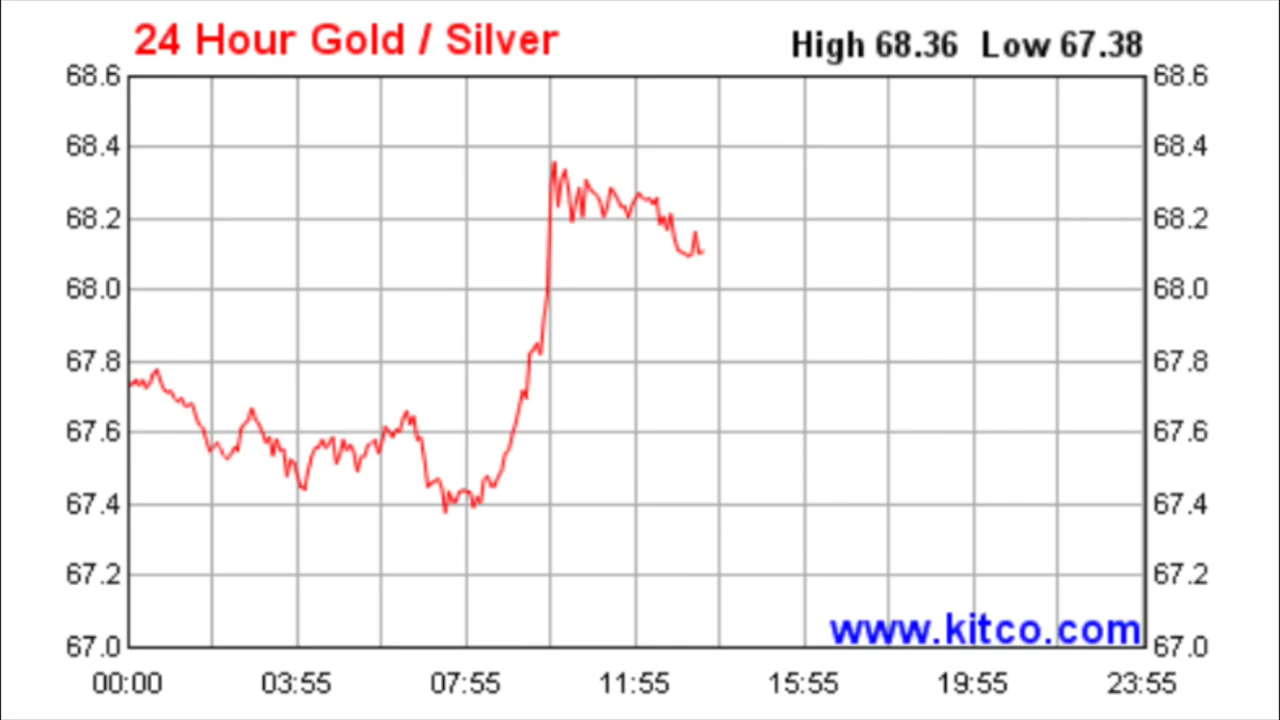 24 Hour Gold / Silver
High 68.36 Low 67.38
68.6 68.6
68.4 68.4
68.2 68.2
68.0 68.0
67.8 67.8
67.6 67.6
67.4 67.4
67.2 67.2
www.kitco.com
67.0 67.0
00:00 03:55 07:55 11:55 15:55 19:55 23:55